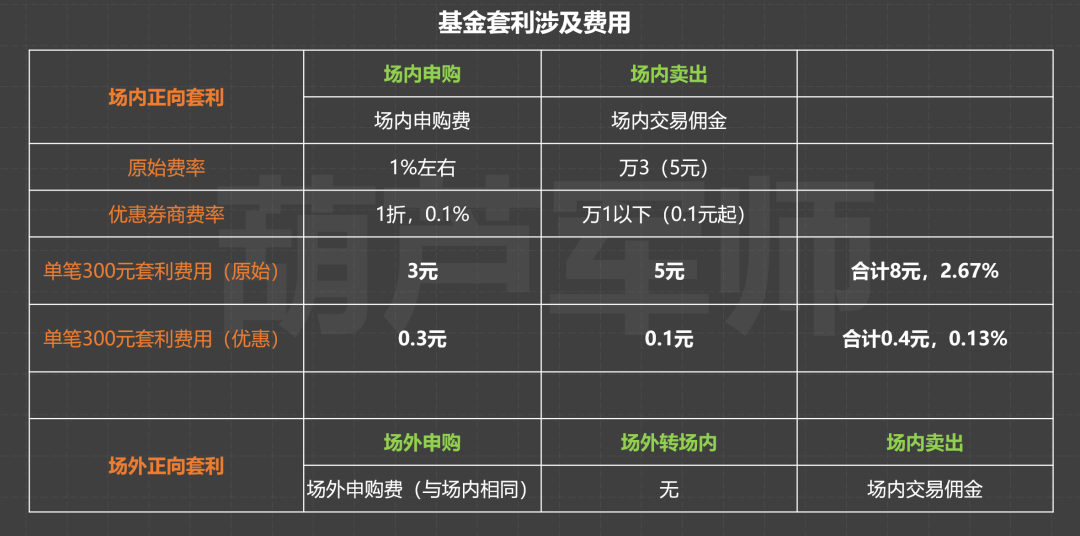 基金套利涉及费用
场内正向套利
场内申购
场内卖出
场内申购费
场内交易佣金
原始费率
1%左右
万3（5元）
优惠券商费率
1折，0.1%
万1以下（0.1元起）
单笔300元套利费用（原始）
3元
5元
合计8元，2.67%
单笔300元套利费用（优惠）
0.3元
0.1元
合计0.4元，0.13%
场外正向套利
场外申购
场外转场内
场内卖出
场外申购费（与场内相同）
无
场内交易佣金
葫芦军师